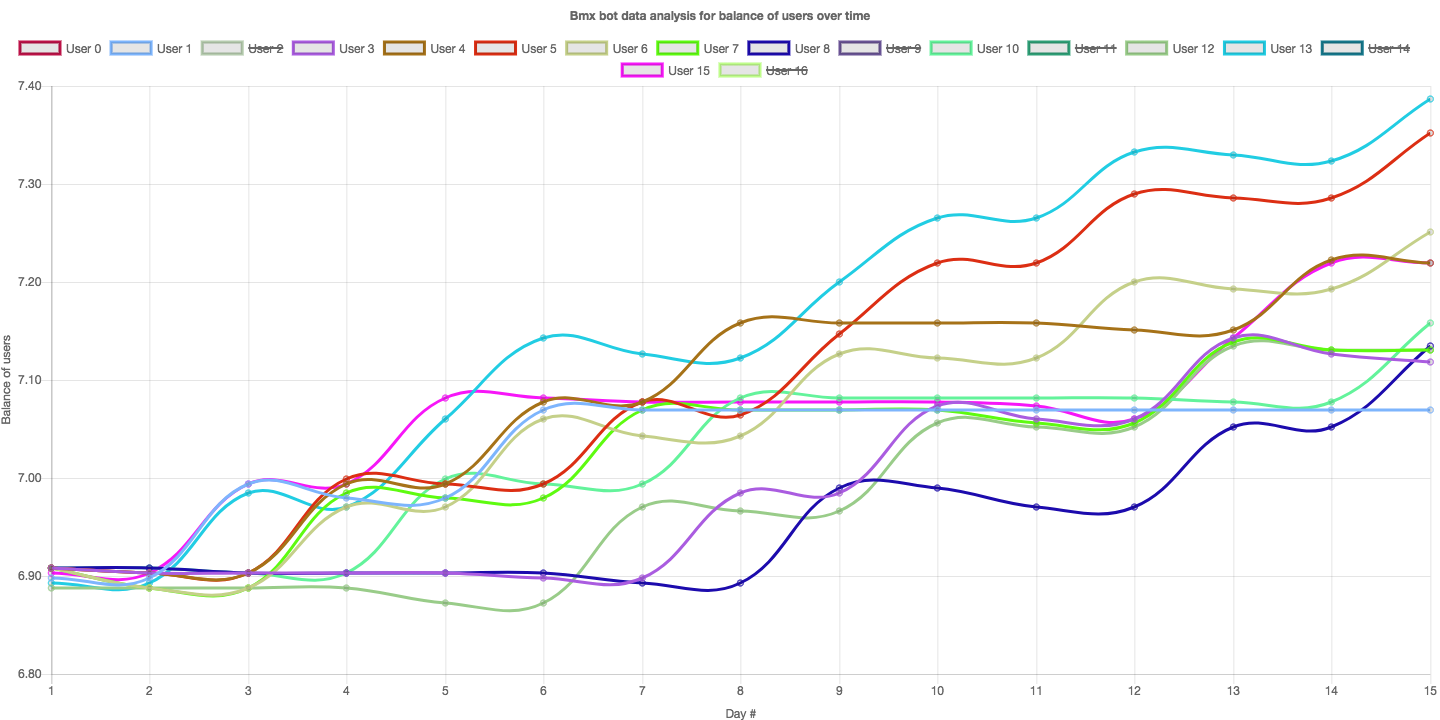 Bmx bot data analysis for balance of users over time
User 0 User 1 User 2 User 3 User 4 User 5 User 6 User 7 User 8 User 9 User 10 User 11 User 12 User 13 User 14
User 15 User 16
7.40
7.30
7.20
7.10
7.00
6.90
6.80
Balance of users
1 2 3 4 5 6 7 8 9 10 11 12 13 14 15
Day #